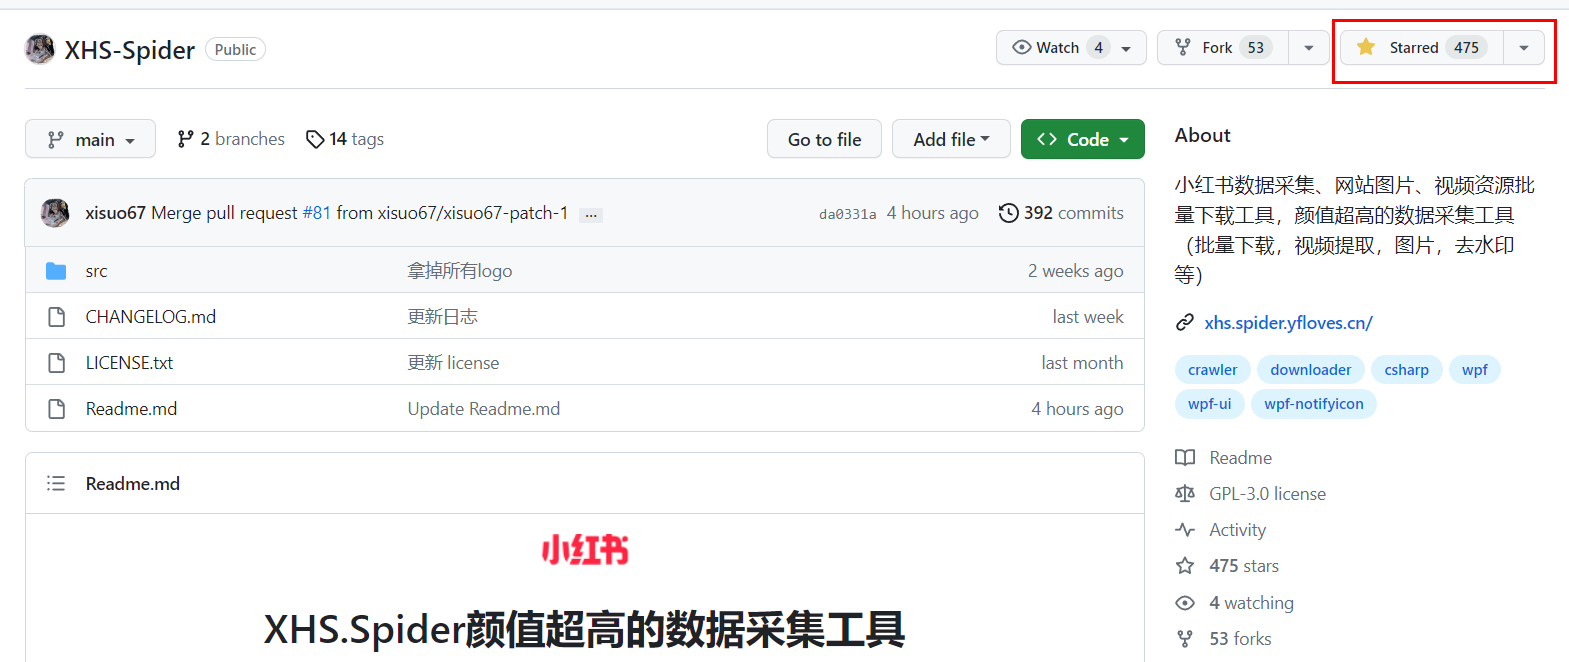 XHS-Spider Public
Watch 4
Fork 53
Starred 475
main
2 branches
14 tags
Go to file
Add file
Code
xisuo67 Merge pull request #81 from xisuo67/xisuo67-patch-1 ...
da0331a 4 hours ago
392 commits
src 拿掉所有logo 2 weeks ago
CHANGELOG.md 更新日志 last week
LICENSE.txt 更新 license last month
Readme.md Update Readme.md 4 hours ago
Readme.md
小红书
XHS.Spider颜值超高的数据采集工具
About
小红书数据采集、网站图片、视频资源批
量下载工具，颜值超高的数据采集工具
（批量下载，视频提取，图片，去水印
等）
xhs.spider.yfloves.cn/
crawler downloader csharp wpf
wpf-ui wpf-notifyicon
Readme
GPL-3.0 license
Activity
475 stars
4 watching
53 forks